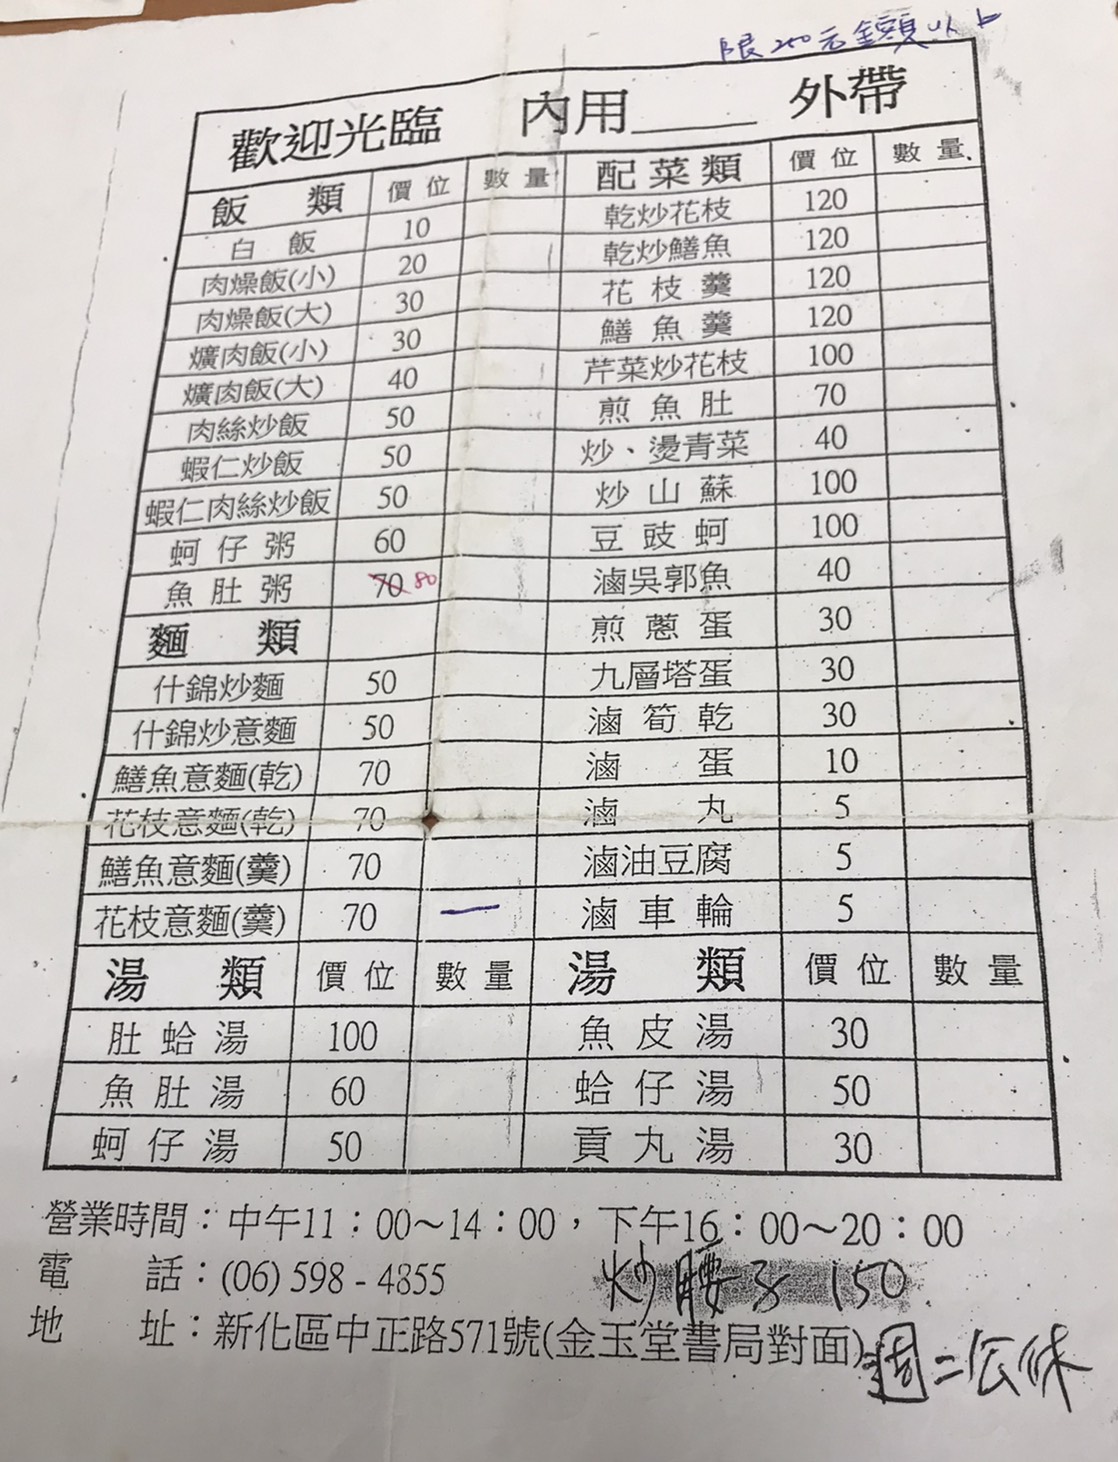 限250元金額以上
歡迎光臨 內用____ 外帶
飯類 價位 數量 配菜類 價位 數量
白飯 10 乾炒花枝 120
肉燥飯(小) 20 乾炒鱔魚 120
肉燥飯(大) 30 花枝羹 120
爌肉飯(小) 30 鱔魚羹 120
爌肉飯(大) 40 芹菜炒花枝 100
肉絲炒飯 50 煎魚肚 70
蝦仁炒飯 50 炒、燙青菜 40
蝦仁肉絲炒飯 50 炒山蘇 100
蚵仔粥 60 豆豉蚵 100
魚肚粥 70 80 滷吳郭魚 40
麵類 煎蔥蛋 30
什錦炒麵 50 九層塔蛋 30
什錦炒意麵 50 滷筍乾 30
鱔魚意麵(乾) 70 滷蛋 10
花枝意麵(乾) 70 滷丸 5
鱔魚意麵(羹) 70 滷油豆腐 5
花枝意麵(羹) 70 一 滷車輪 5
湯類 價位 數量 湯類 價位 數量
肚蛤湯 100 魚皮湯 30
魚肚湯 60 蛤仔湯 50
蚵仔湯 50 貢丸湯 30
營業時間：中午11：00～14：00，下午16：00～20：00
電話：(06) 598 - 4855 炒腰子 150
地址：新化區中正路571號(金玉堂書局對面) 週二公休